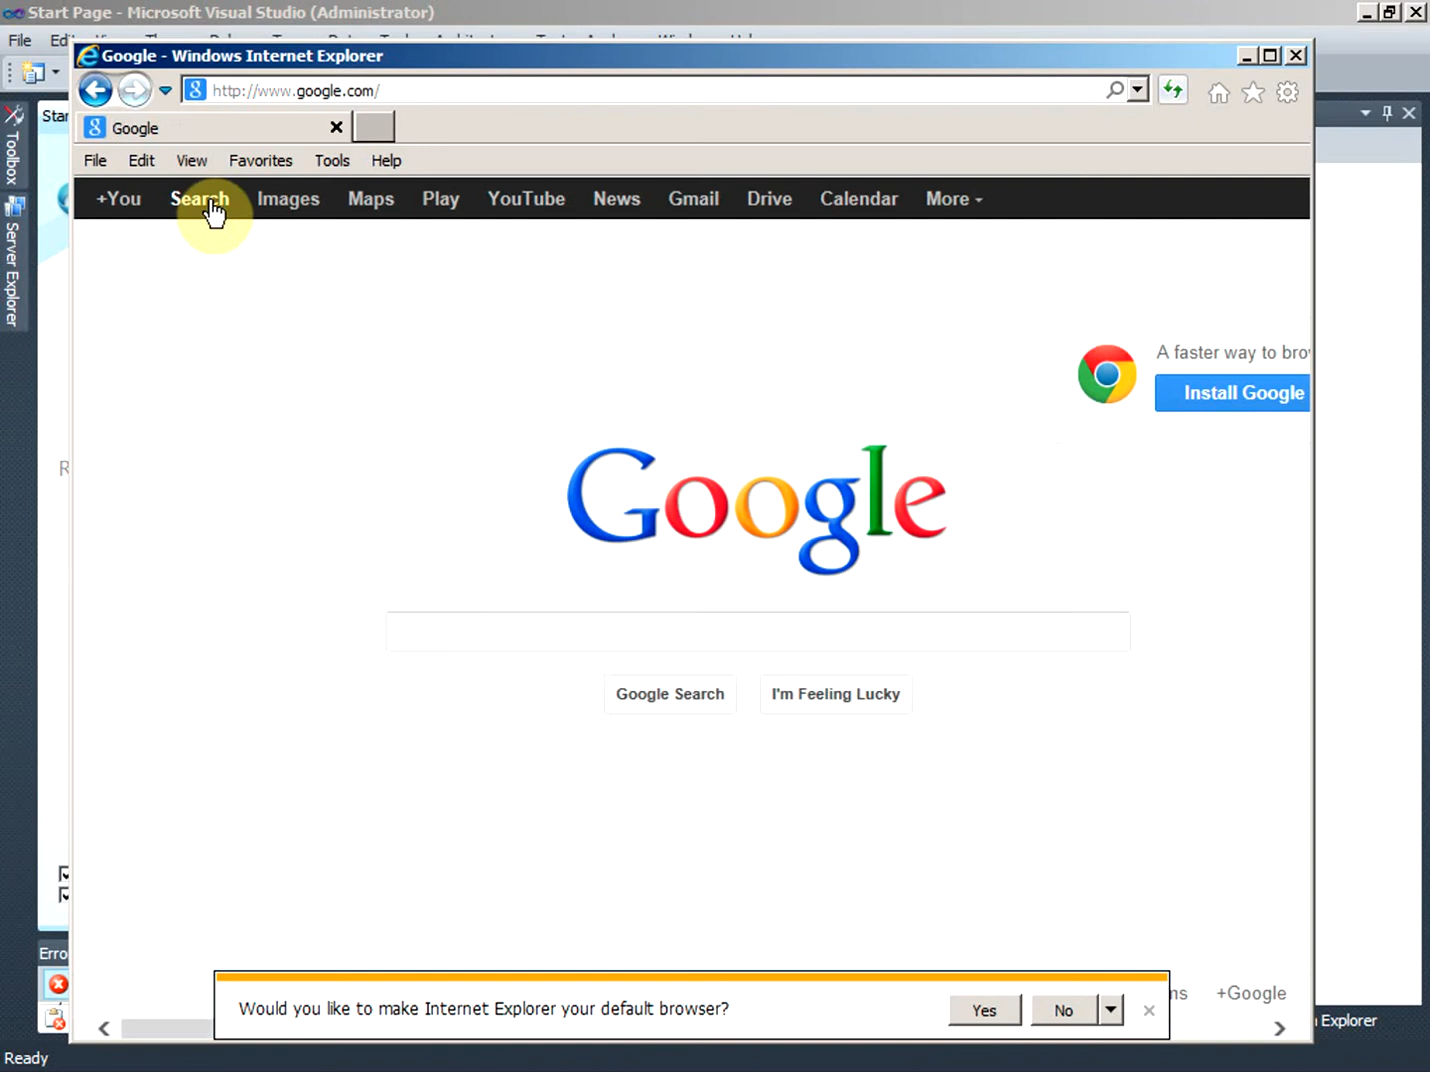 Start Page - Microsoft Visual Studio (Administrator)
File
Google - Windows Internet Explorer
http://www.google.com/
Google
File Edit View Favorites Tools Help
+You Search Images Maps Play YouTube News Gmail Drive Calendar More
Toolbox
Server Explorer
A faster way to
Install Google
Google
Google Search I'm Feeling Lucky
Would you like to make Internet Explorer your default browser? Yes No
+Google
Explorer
Ready